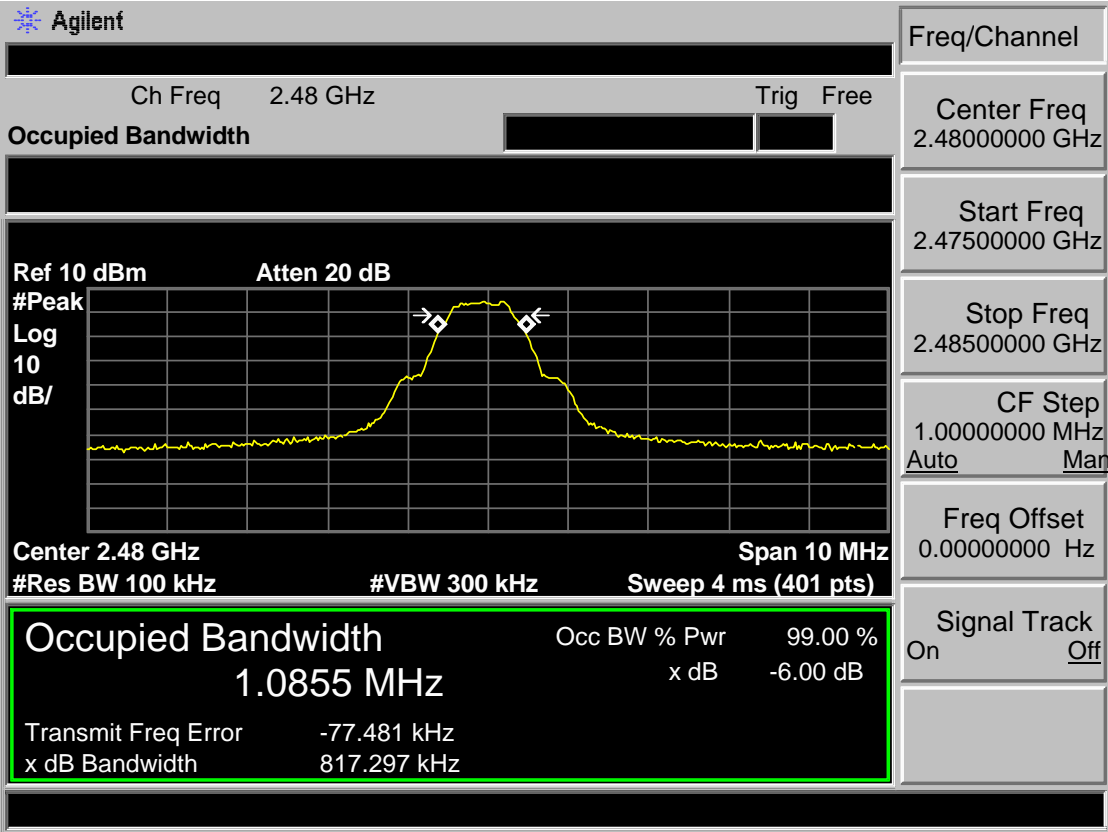 Agilent
Ch Freq 2.48 GHz Trig Free
Occupied Bandwidth
Ref 10 dBm Atten 20 dB
#Peak
Log
10
dB/
Center 2.48 GHz Span 10 MHz
#Res BW 100 kHz #VBW 300 kHz Sweep 4 ms (401 pts)
Occupied Bandwidth Occ BW % Pwr 99.00 %
1.0855 MHz x dB -6.00 dB
Transmit Freq Error -77.481 kHz
x dB Bandwidth 817.297 kHz
Freq/Channel
Center Freq
2.48000000 GHz
Start Freq
2.47500000 GHz
Stop Freq
2.48500000 GHz
CF Step
1.00000000 MHz
Auto Man
Freq Offset
0.00000000 Hz
Signal Track
On Off